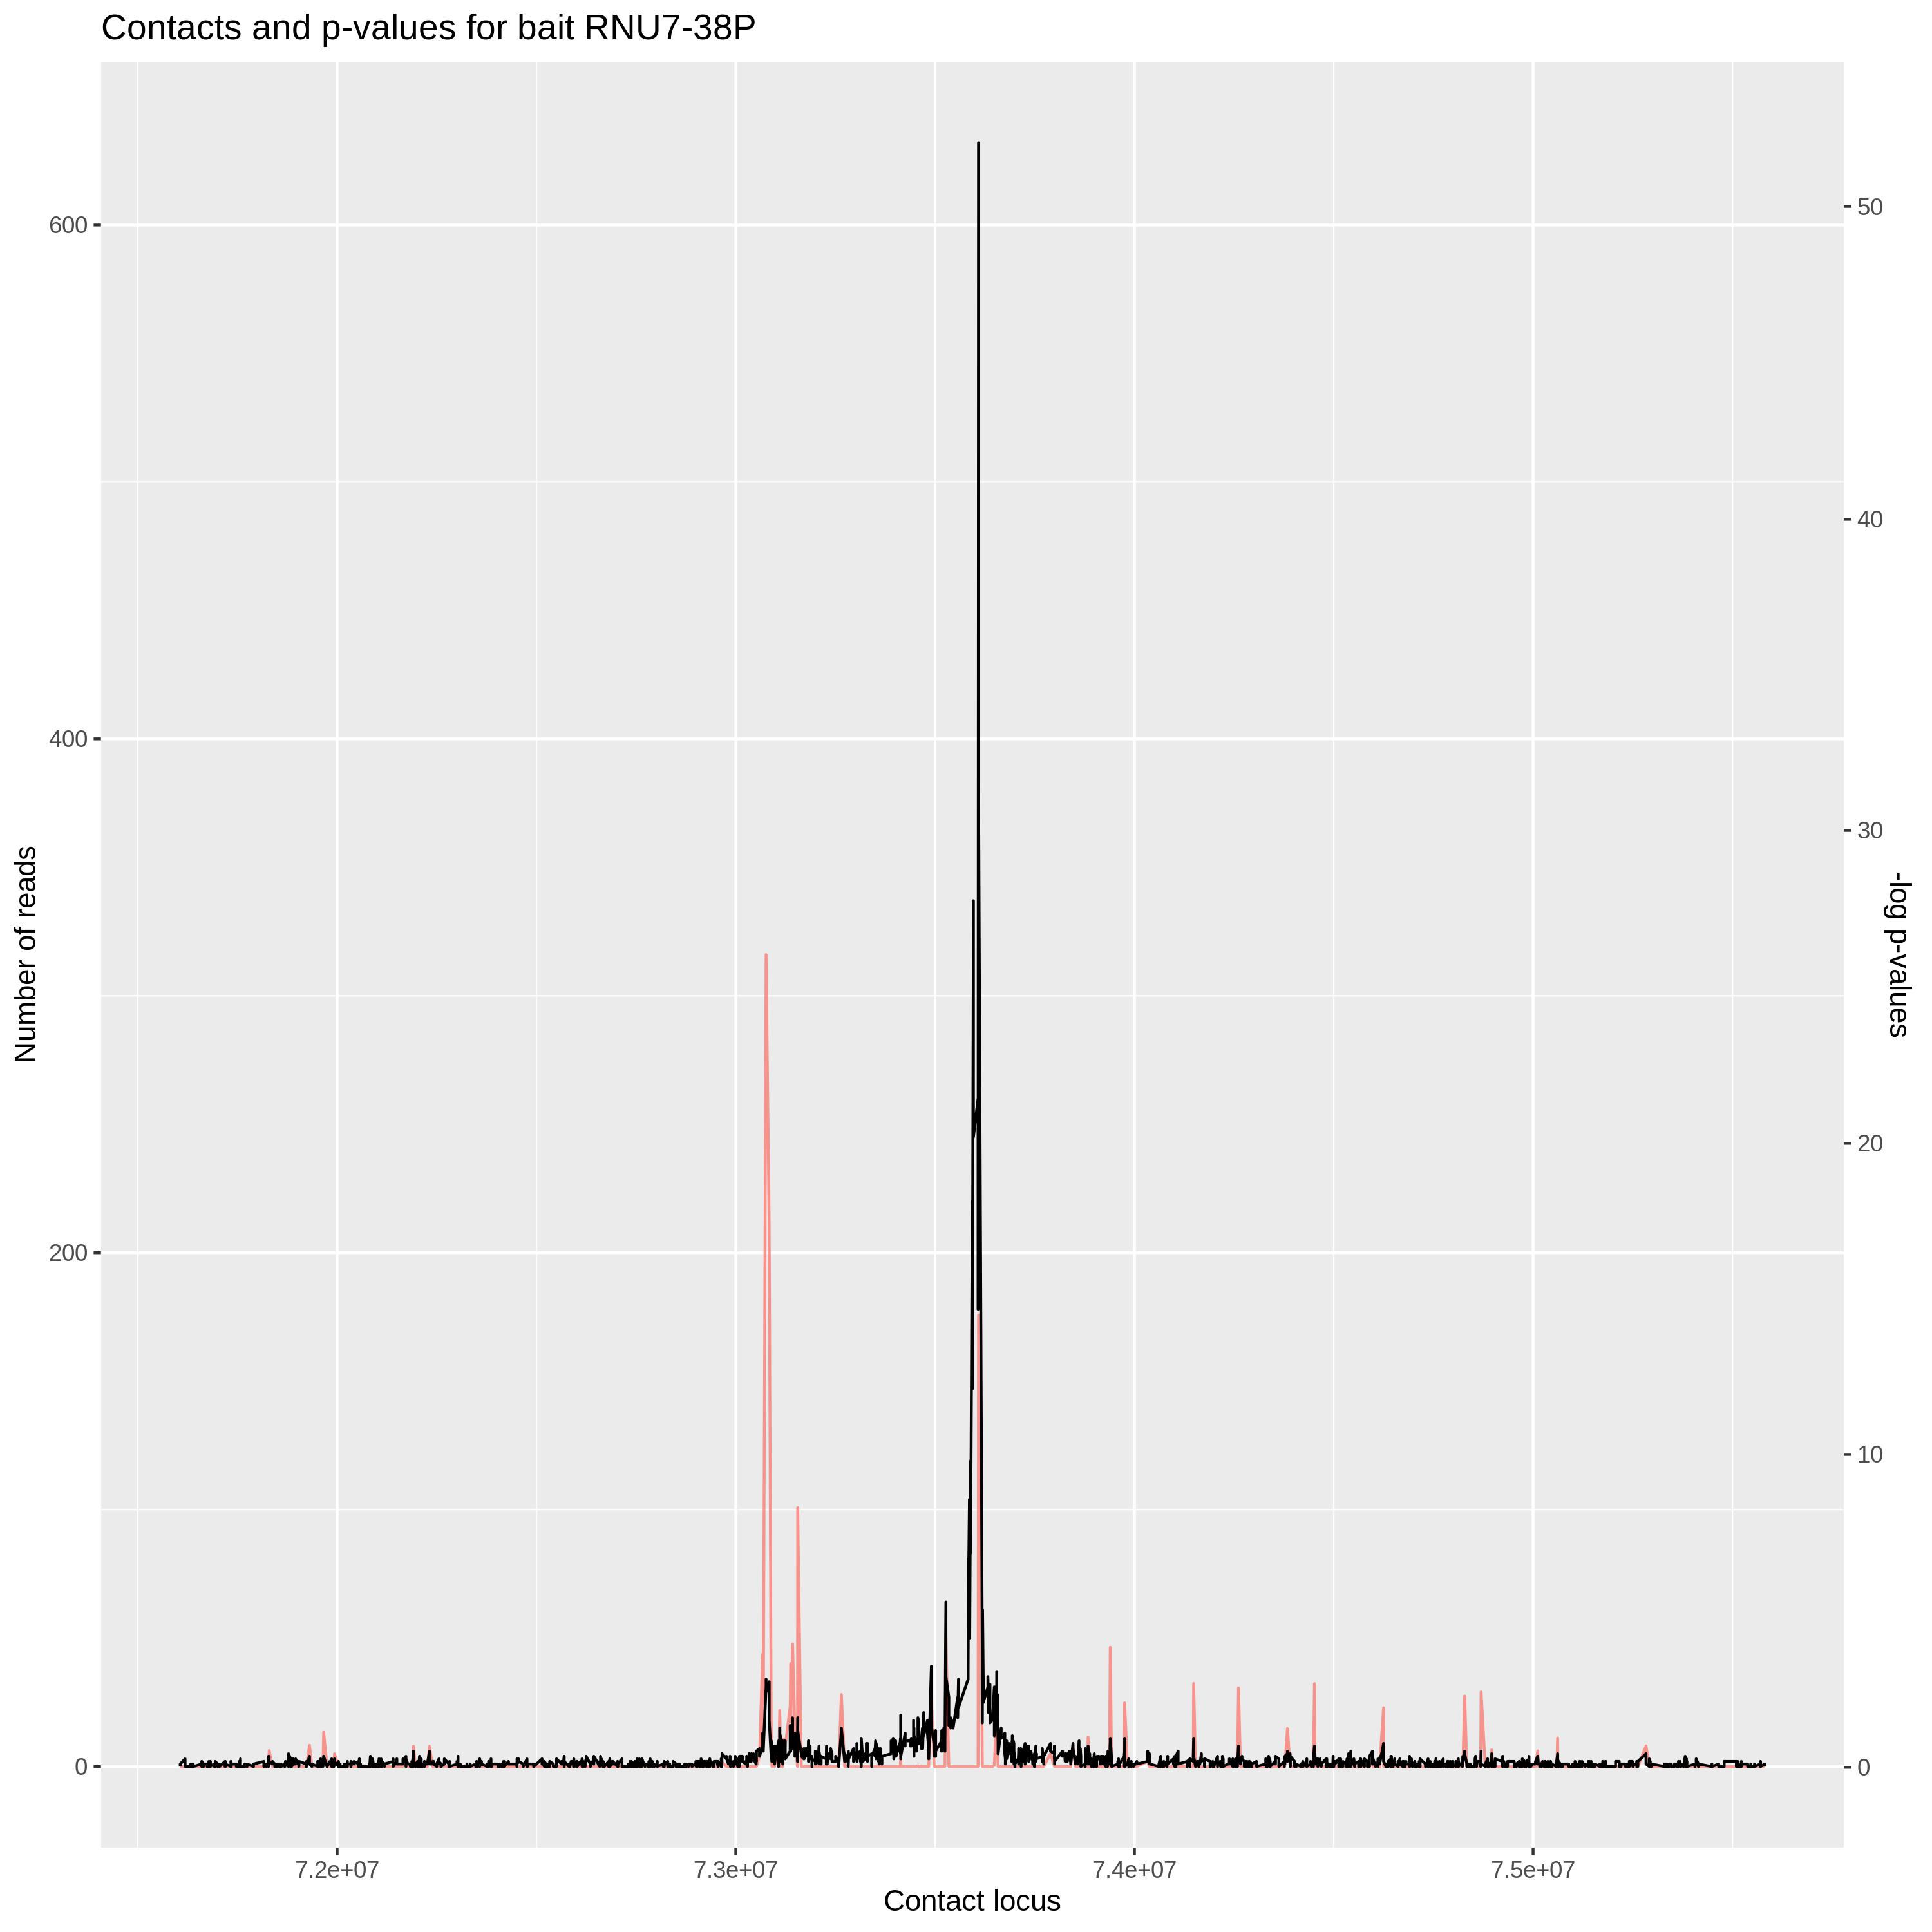 Contacts and p-values for bait RNU7-38P
600
400
200
0
Number of reads
50
40
30
20
10
0
-log p-values
7.2e+07
7.3e+07
7.4e+07
7.5e+07
Contact locus